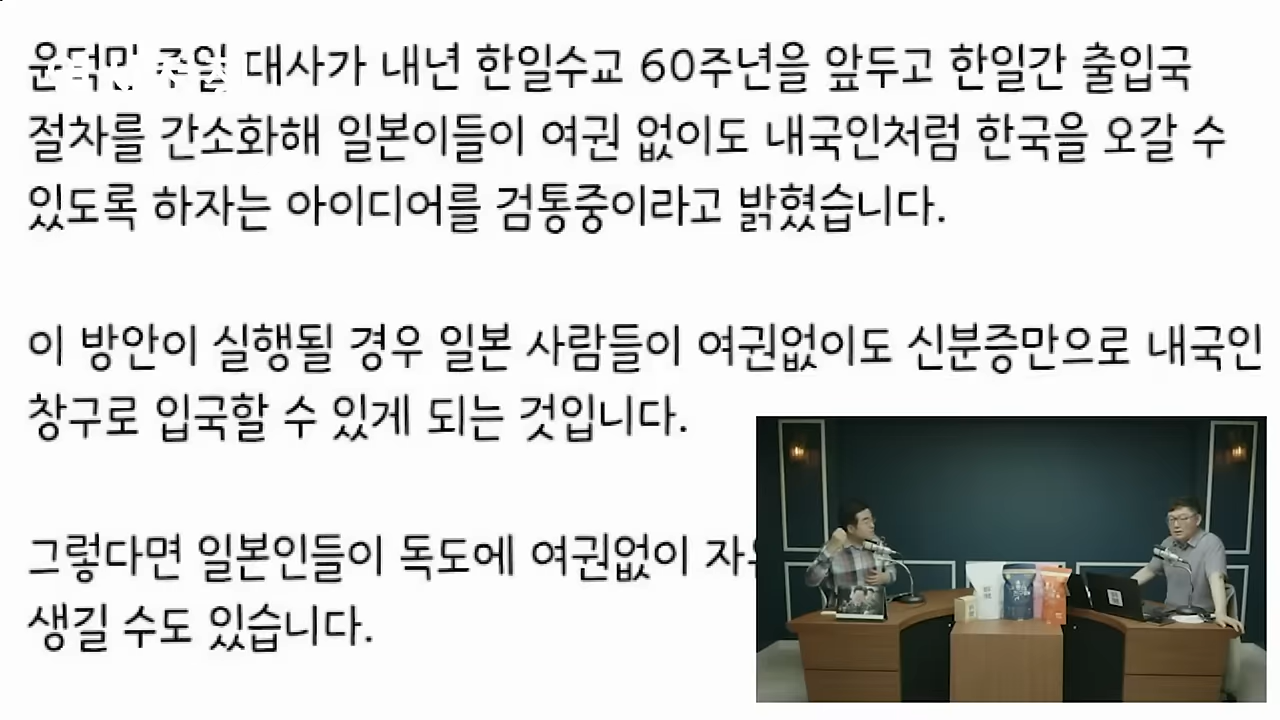 대사가 내년 한일수교 60주년을 앞두고 한일간 출입국
절차를 간소화해 일본이들이 여권 없이도 내국인처럼 한국을 오갈 수
있도록 하자는 아이디어를 검통중이라고 밝혔습니다.
이 방안이 실행될 경우 일본 사람들이 여권없이도 신분증만으로 내국인
창구로 입국할 수 있게 되는 것입니다.
그렇다면 일본인들이 독도에 여권없이
생길 수도 있습니다.